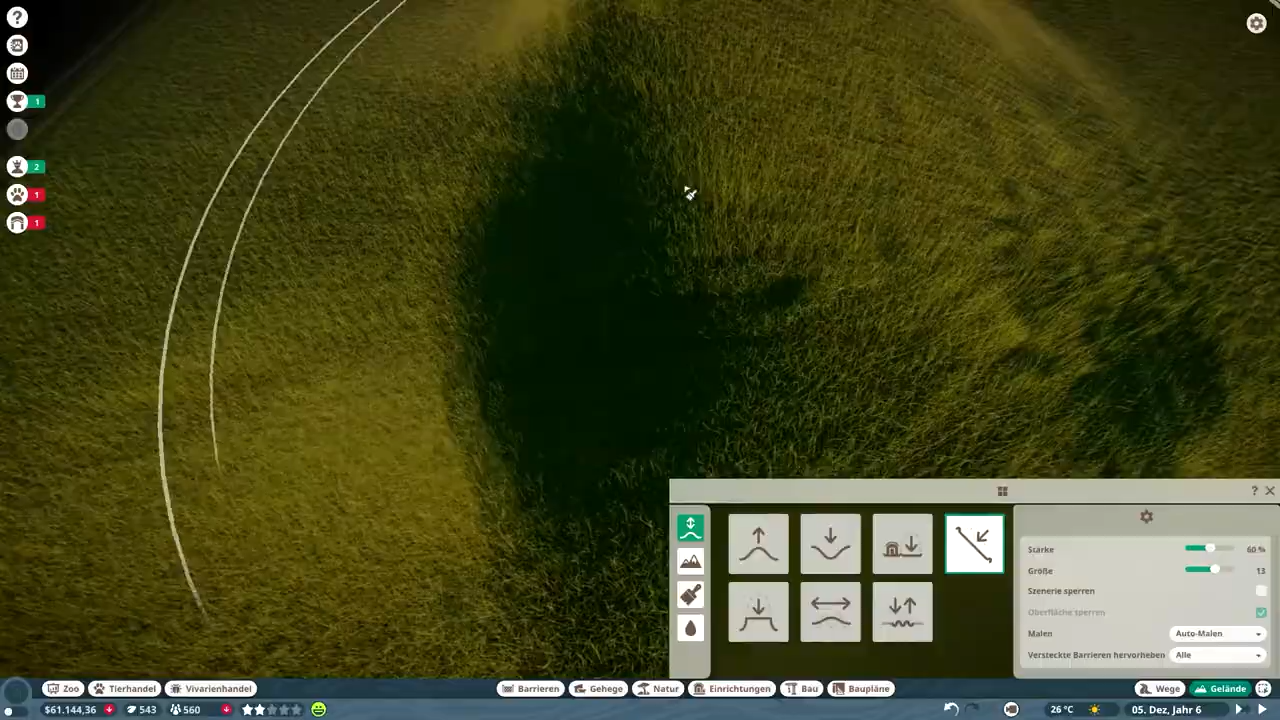 ?
1
2
1
1
? ×
Stärke 60 %
Größe 13
Szenerie sperren
Oberfläche sperren
Malen Auto-Malen
Versteckte Barrieren hervorheben Alle
Zoo Tierhandel Vivarienhandel Barrieren Gehege Natur Einrichtungen Bau Baupläne Wege Gelände
$61.144,36 543 560 26 °C 05. Dez, Jahr 6